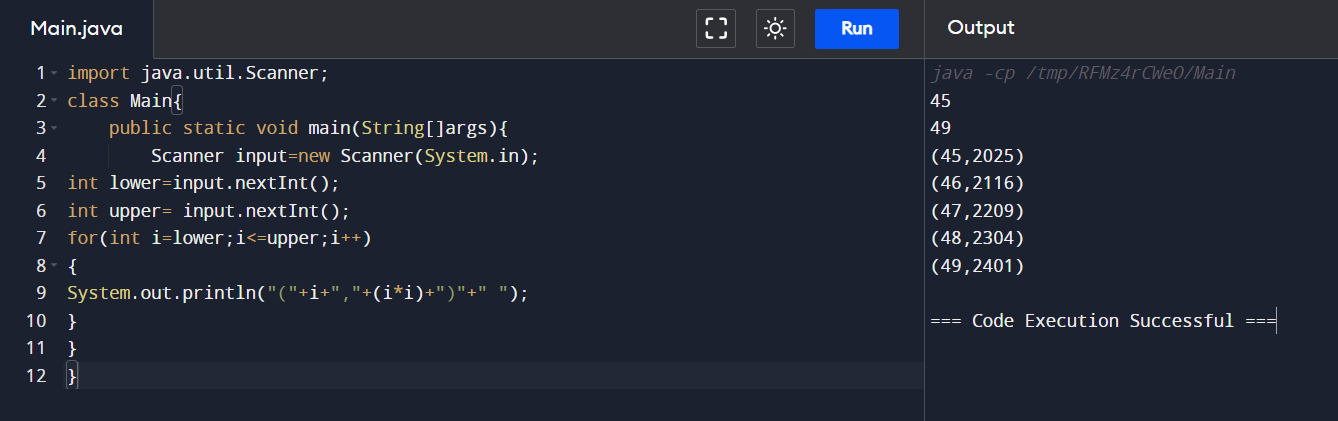 Main.java
Run
Output
1 import java.util.Scanner;
2 class Main{
3     public static void main(String[]args){
4         Scanner input=new Scanner(System.in);
5 int lower=input.nextInt();
6 int upper= input.nextInt();
7 for(int i=lower;i<=upper;i++)
8 {
9 System.out.println("("+i+","+(i*i)+")"+" ");
10 }
11 }
12 }
java -cp /tmp/RFMz4rCWeO/Main
45
49
(45,2025)
(46,2116)
(47,2209)
(48,2304)
(49,2401)
=== Code Execution Successful ===